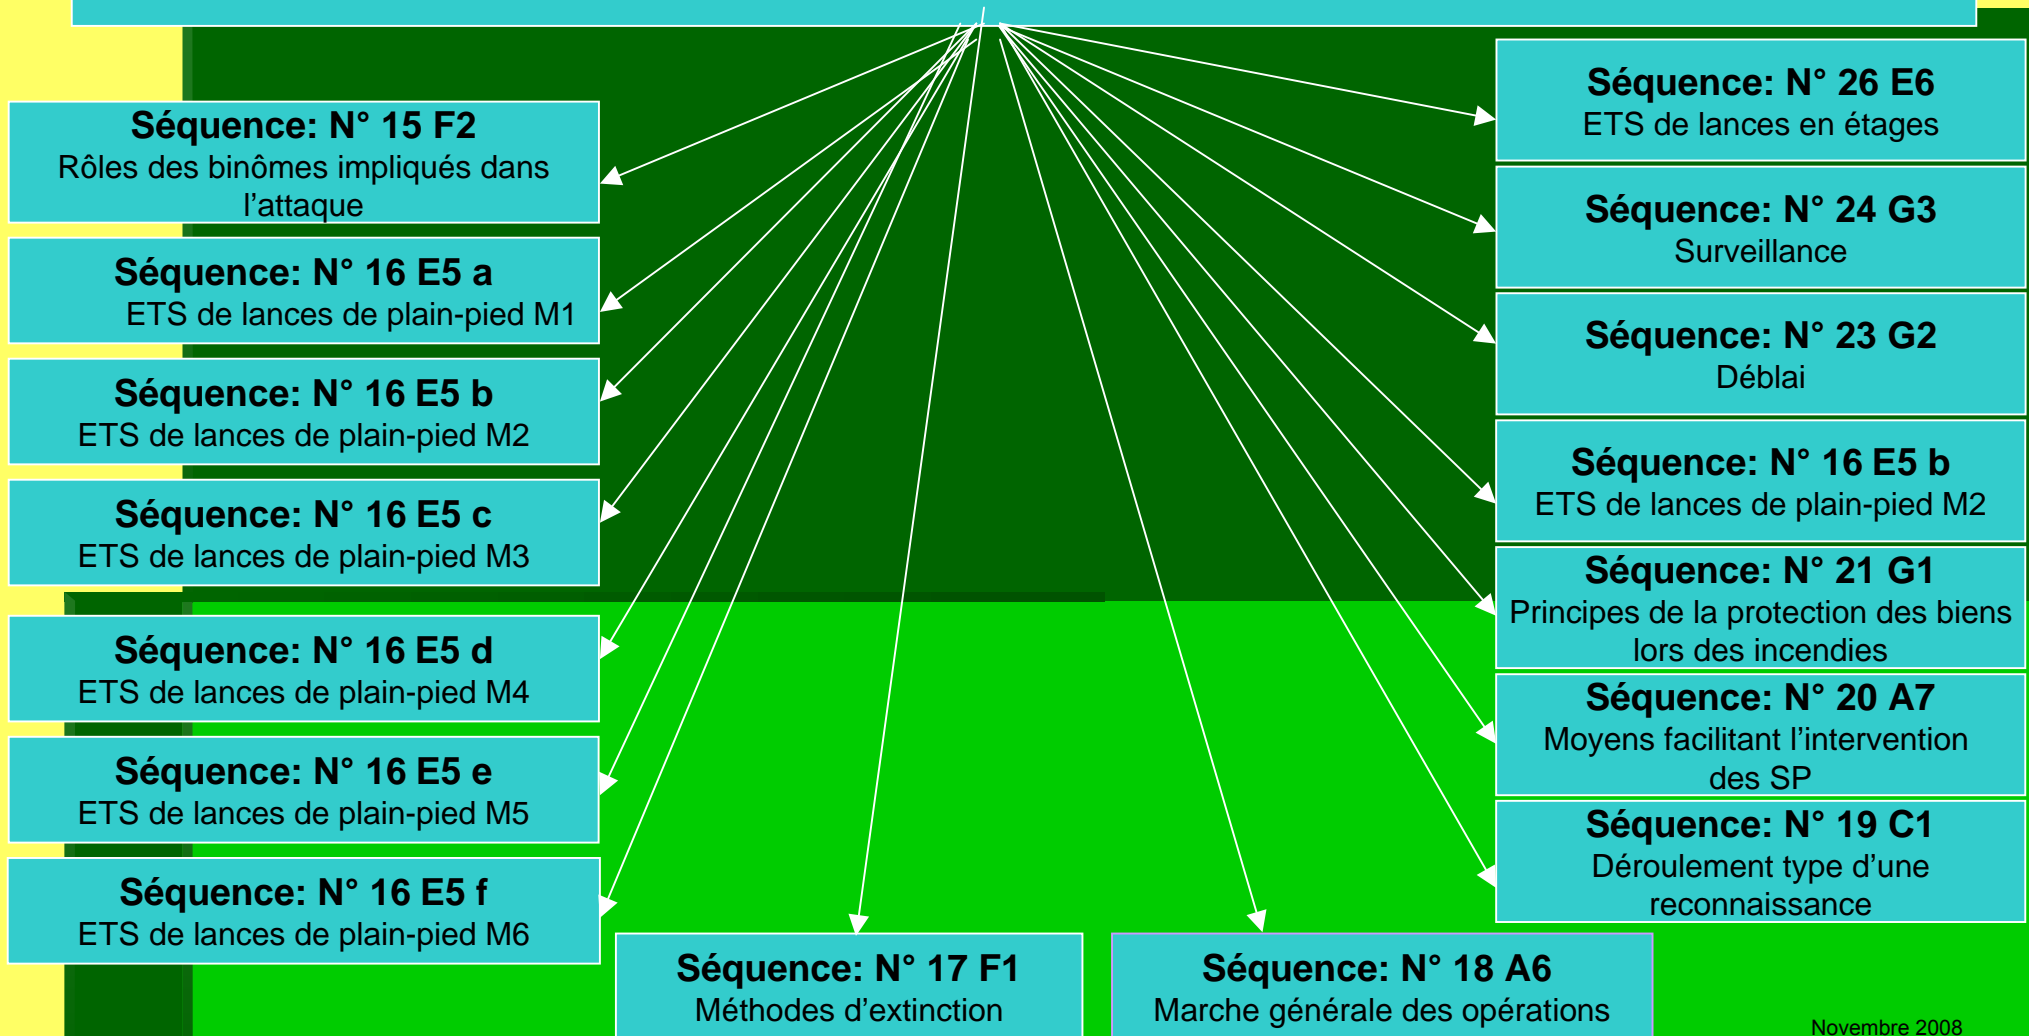 Séquence: N° 15 F2
Rôles des binômes impliqués dans
l’attaque
Séquence: N° 16 E5 a
ETS de lances de plain-pied M1
Séquence: N° 16 E5 b
ETS de lances de plain-pied M2
Séquence: N° 16 E5 c
ETS de lances de plain-pied M3
Séquence: N° 16 E5 d
ETS de lances de plain-pied M4
Séquence: N° 16 E5 e
ETS de lances de plain-pied M5
Séquence: N° 16 E5 f
ETS de lances de plain-pied M6
Séquence: N° 17 F1
Méthodes d’extinction
Séquence: N° 18 A6
Marche générale des opérations
Séquence: N° 26 E6
ETS de lances en étages
Séquence: N° 24 G3
Surveillance
Séquence: N° 23 G2
Déblai
Séquence: N° 16 E5 b
ETS de lances de plain-pied M2
Séquence: N° 21 G1
Principes de la protection des biens
lors des incendies
Séquence: N° 20 A7
Moyens facilitant l’intervention
des SP
Séquence: N° 19 C1
Déroulement type d’une
reconnaissance
Novembre 2008